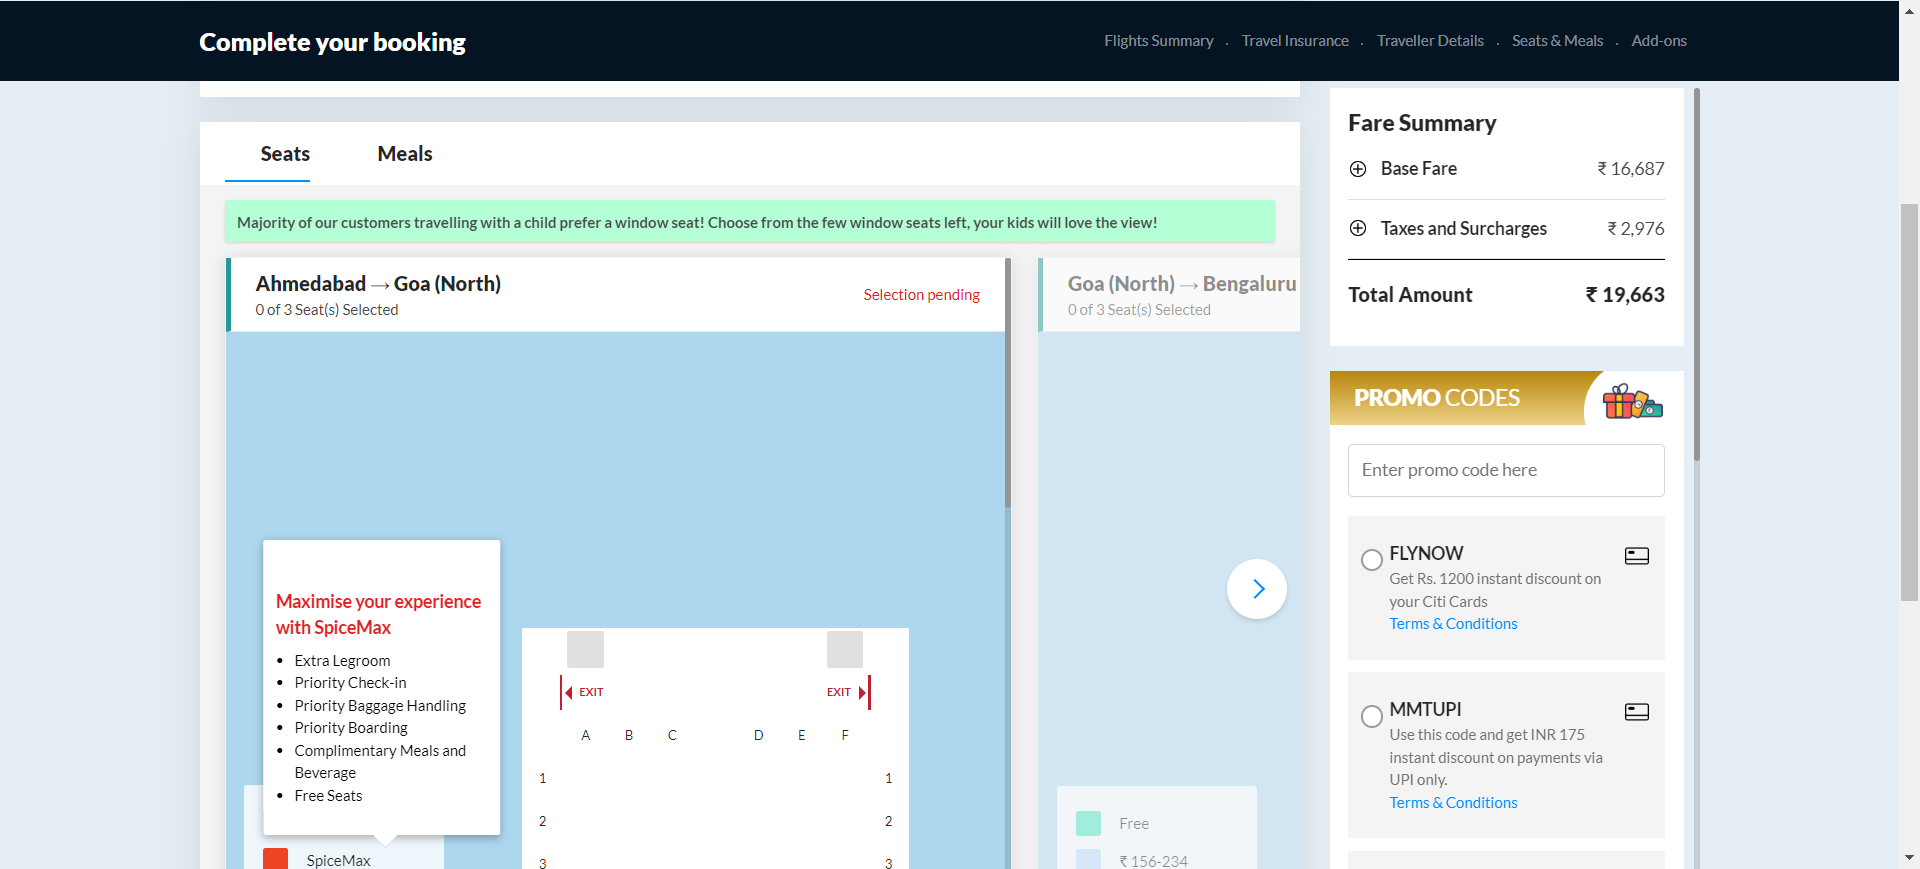 Complete your booking
Flights Summary . Travel Insurance . Traveller Details . Seats & Meals . Add-ons
Seats Meals
Majority of our customers travelling with a child prefer a window seat! Choose from the few window seats left, your kids will love the view!
Ahmedabad → Goa (North)
0 of 3 Seat(s) Selected
Selection pending
Goa (North) → Bengaluru
0 of 3 Seat(s) Selected
Maximise your experience
with SpiceMax
• Extra Legroom
• Priority Check-in
• Priority Baggage Handling
• Priority Boarding
• Complimentary Meals and
Beverage
• Free Seats
SpiceMax
EXIT EXIT
A B C D E F
1 1
2 2
3 3
Free
₹ 156-234
Fare Summary
Base Fare ₹ 16,687
Taxes and Surcharges ₹ 2,976
Total Amount ₹ 19,663
PROMO CODES
Enter promo code here
FLYNOW
Get Rs. 1200 instant discount on
your Citi Cards
Terms & Conditions
MMTUPI
Use this code and get INR 175
instant discount on payments via
UPI only.
Terms & Conditions